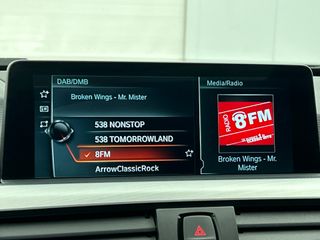 DAB/DMB
Media/Radio
Broken Wings - Mr. Mister
538 NONSTOP
538 TOMORROWLAND
8FM
ArrowClassicRock
RADIO
8FM
Broken Wings - Mr.
Mister